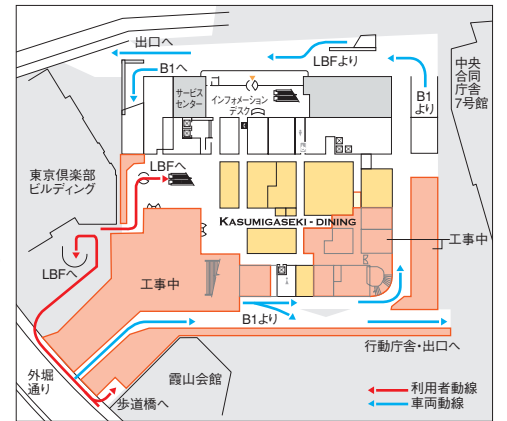 出口へ
LBFより
B1へ
中央
合同
庁舎
7号館
サービス
センター
インフォメーション
デスク
B1
より
LBFへ
東京倶楽部
ビルディング
KASUMIGASEKI - DINING
工事中
LBFへ
工事中
B1より
行動庁舎・出口へ
外堀
通り
霞山会館
歩道橋へ
利用者動線
車両動線